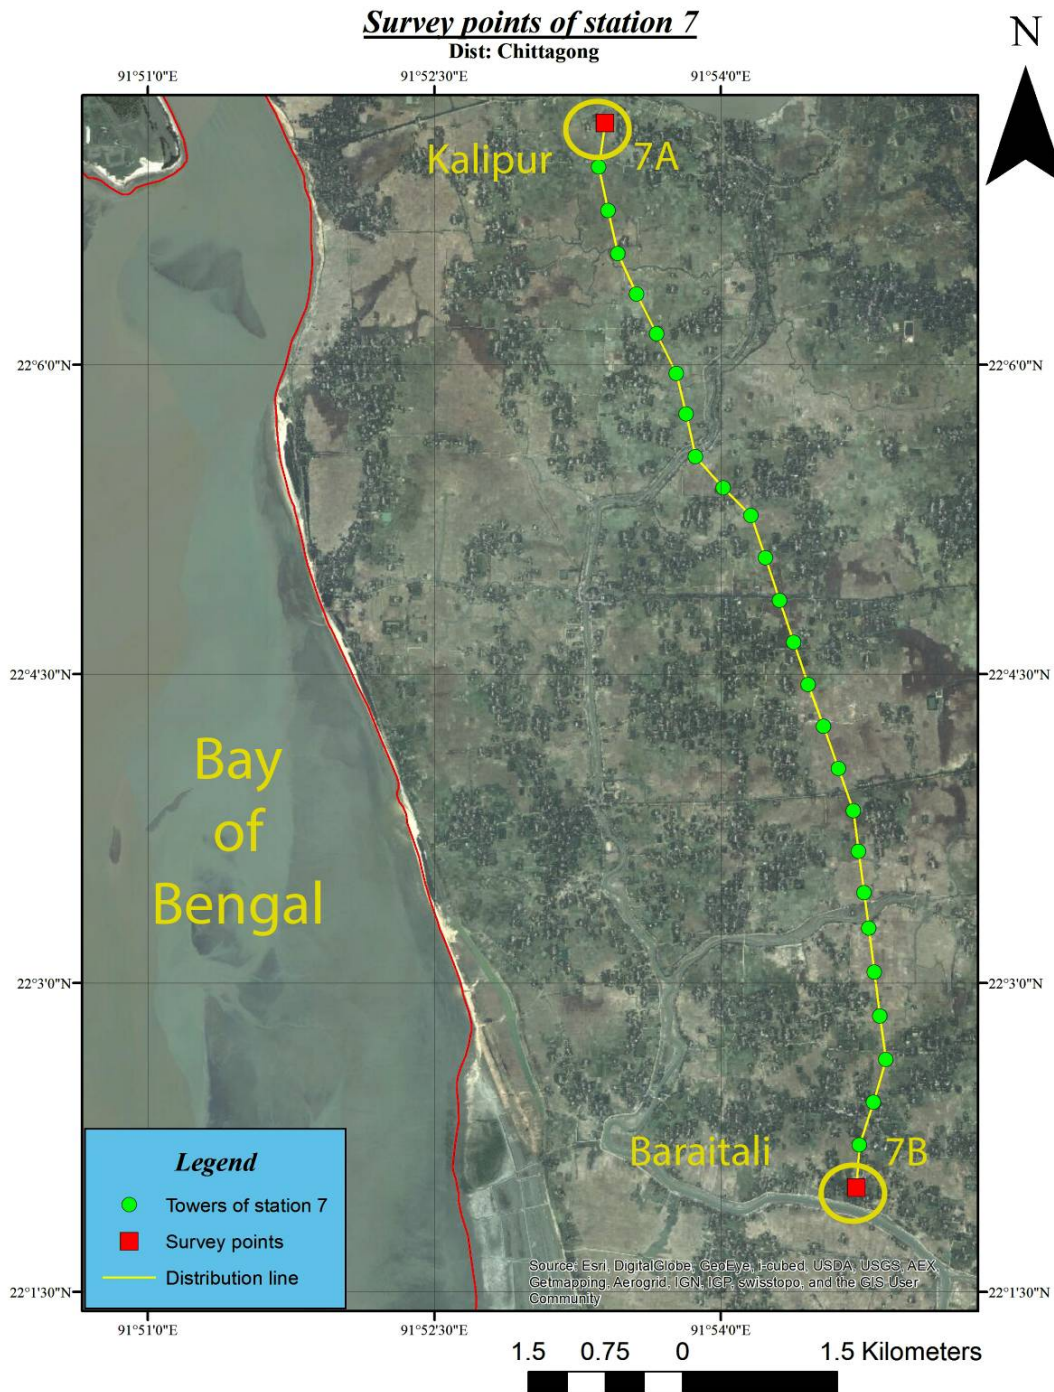 Survey points of station 7
Dist: Chittagong
N
91°51'0"E 91°52'30"E 91°54'0"E
Kalipur 7A
22°6'0"N 22°6'0"N
22°4'30"N 22°4'30"N
Bay
of
Bengal
22°3'0"N 22°3'0"N
Baraitali 7B
Legend
Towers of station 7
Survey points
Distribution line
Source: Esri, DigitalGlobe, GeoEye, i-cubed, USDA, USGS, AEX,
Getmapping, Aerogrid, IGN, IGP, swisstopo, and the GIS User
Community
22°1'30"N 22°1'30"N
91°51'0"E 91°52'30"E 91°54'0"E
1.5 0.75 0 1.5 Kilometers